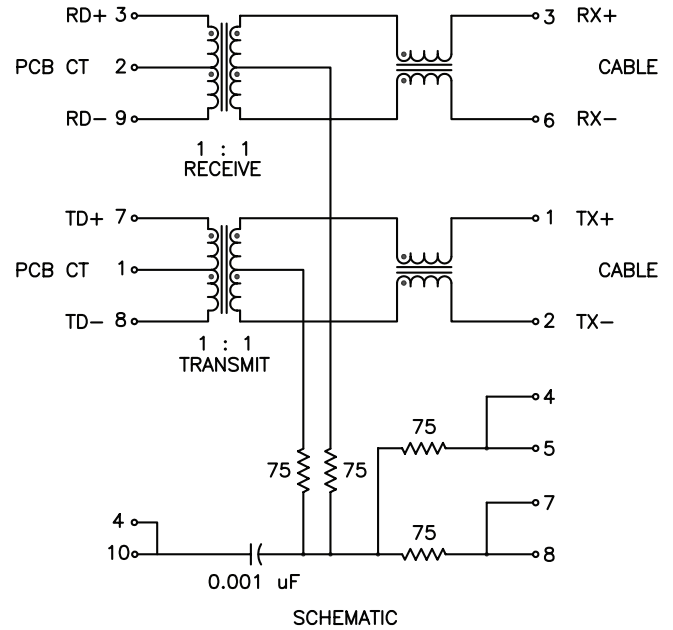 RD+ 3
3 RX+
PCB CT 2
CABLE
RD− 9
6 RX−
1 : 1
RECEIVE
TD+ 7
1 TX+
PCB CT 1
CABLE
TD− 8
2 TX−
1 : 1
TRANSMIT
4
75
75
75
5
7
4
75
10
8
0.001 uF
SCHEMATIC